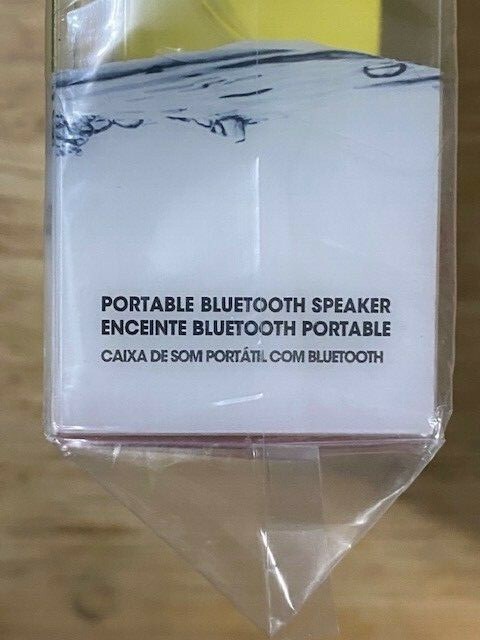 PORTABLE BLUETOOTH SPEAKER
ENCEINTE BLUETOOTH PORTABLE
CAIXA DE SOM PORTÁTIL COM BLUETOOTH